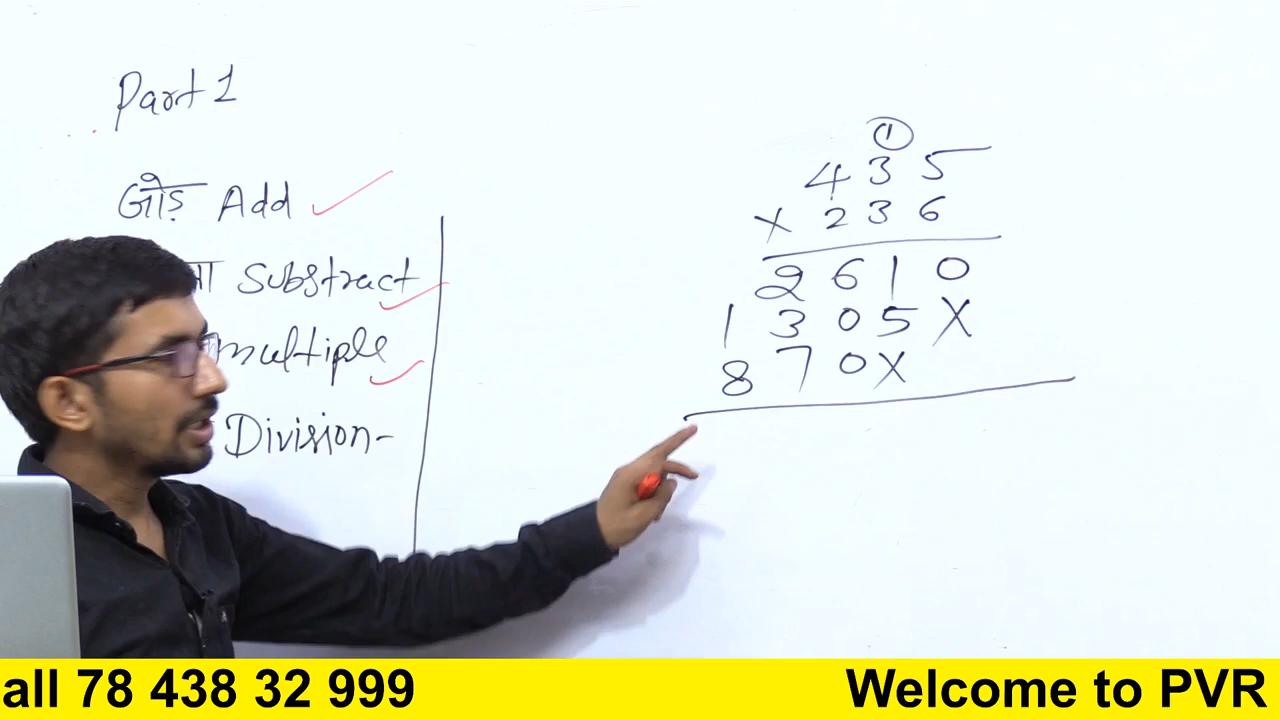 Part 1
जोड़ Add
Substract
multiple
Division-
①
435
X 236
2610
1305X
870X
all 78 438 32 999
Welcome to PVR